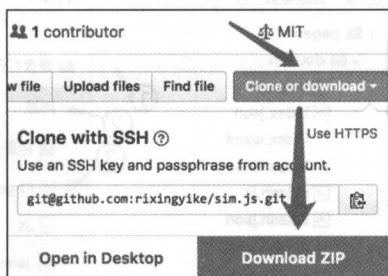 1 contributor MIT
w file Upload files Find file Clone or download
Clone with SSH Use HTTPS
Use an SSH key and passphrase from account.
git@github.com:rixingyike/sim.js.git
Open in Desktop Download ZIP